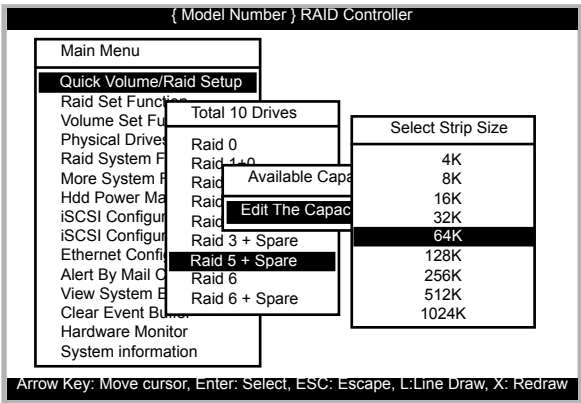 { Model Number } RAID Controller
Main Menu
Quick Volume/Raid Setup
Raid Set Function
Volume Set Fu
Physical Drives
Raid System F
More System F
Hdd Power Ma
iSCSI Configur
iSCSI Configur
Ethernet Confi
Alert By Mail C
View System E
Clear Event Buffer
Hardware Monitor
System information
Total 10 Drives
Raid 0
Raid 1+0
Raid
Raid
Raid
Raid 3 + Spare
Raid 5 + Spare
Raid 6
Raid 6 + Spare
Available Capa
Edit The Capac
Select Strip Size
4K
8K
16K
32K
64K
128K
256K
512K
1024K
Arrow Key: Move cursor, Enter: Select, ESC: Escape, L:Line Draw, X: Redraw